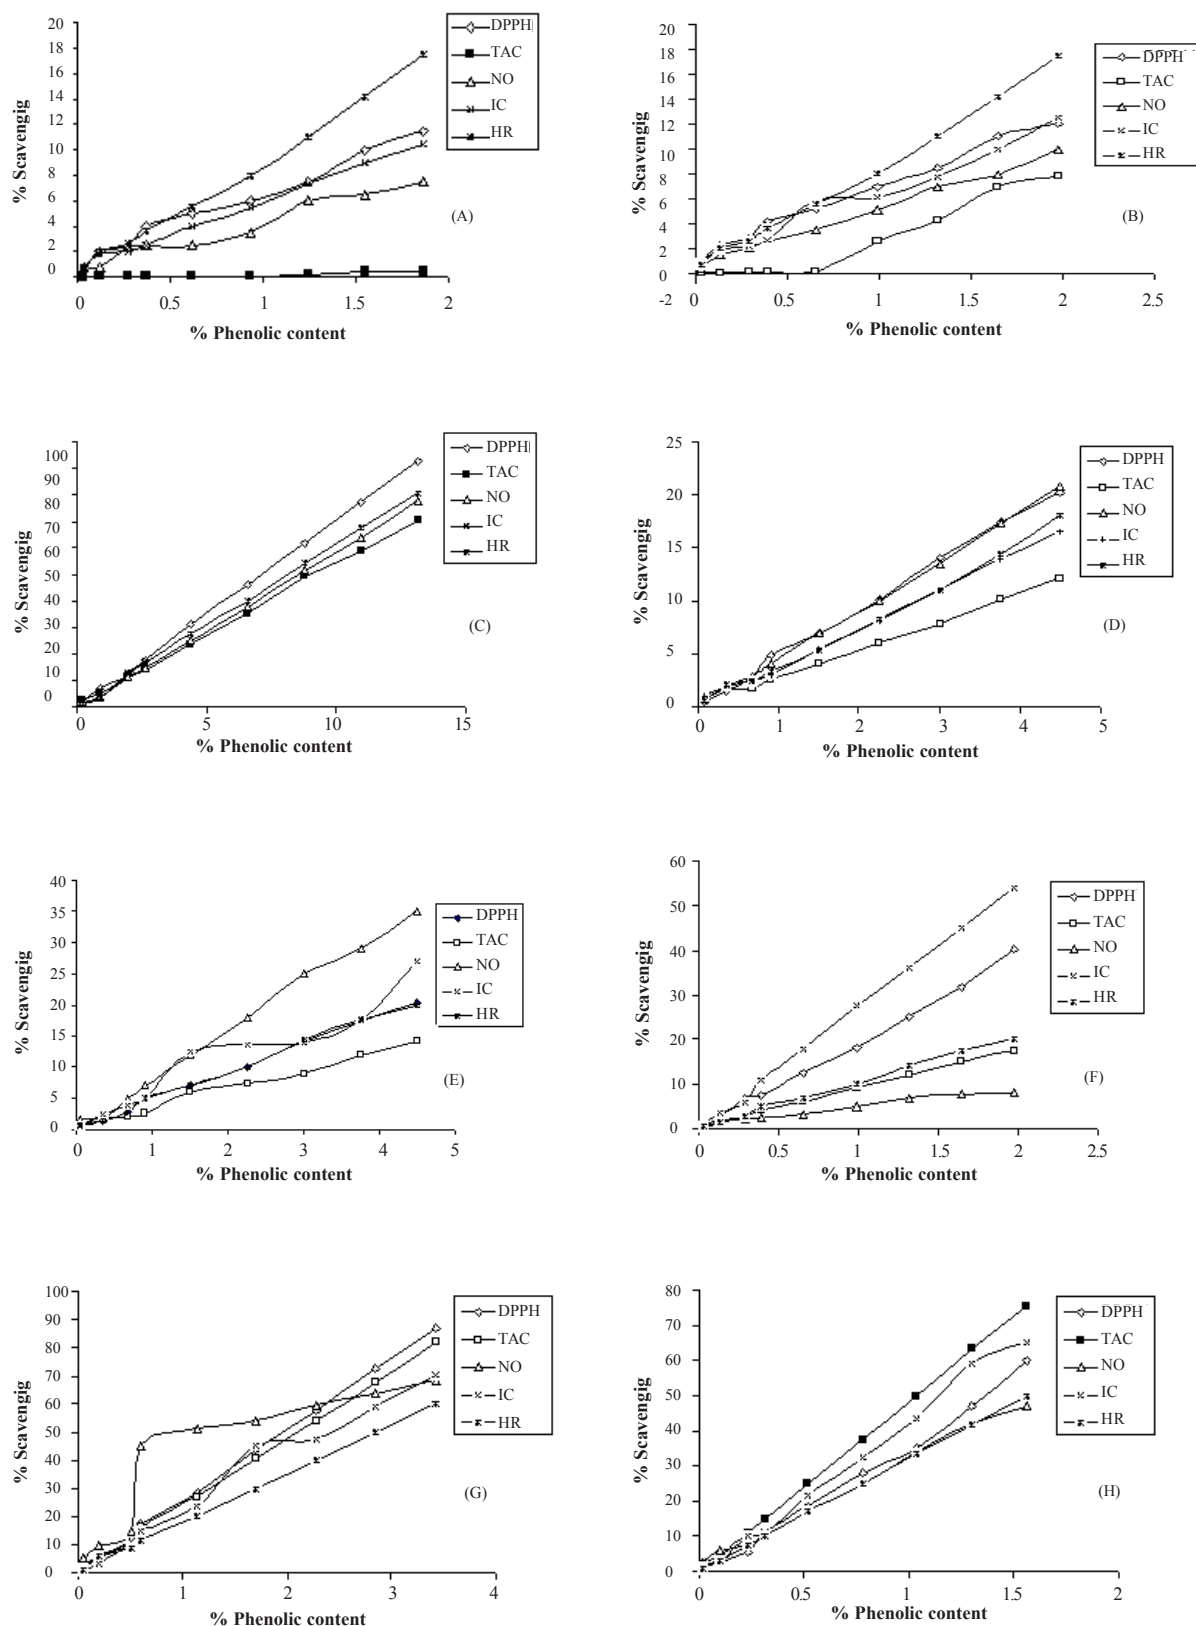 20
18
16
14
12
10
8
6
4
2
0
% Scavengig
0 0.5 1 1.5 2
% Phenolic content
DPPH
TAC
NO
IC
HR
(A)
20
18
16
14
12
10
8
6
4
2
0
-2
% Scavengig
0.5 1 1.5 2 2.5
% Phenolic content
DPPH
TAC
NO
IC
HR
(B)
100
90
80
70
60
50
40
30
20
10
0
% Scavengig
0 5 10 15
% Phenolic content
DPPH
TAC
NO
IC
HR
(C)
25
20
15
10
5
0
% Scavengig
0 1 2 3 4 5
% Phenolic content
DPPH
TAC
NO
IC
HR
(D)
40
35
30
25
20
15
10
5
0
% Scavengig
0 1 2 3 4 5
% Phenolic content
DPPH
TAC
NO
IC
HR
(E)
60
50
40
30
20
10
0
% Scavengig
0 0.5 1 1.5 2 2.5
% Phenolic content
DPPH
TAC
NO
IC
HR
(F)
100
90
80
70
60
50
40
30
20
10
0
% Scavengig
0 1 2 3 4
% Phenolic content
DPPH
TAC
NO
IC
HR
(G)
80
70
60
50
40
30
20
10
0
% Scavengig
0 0.5 1 1.5 2
% Phenolic content
DPPH
TAC
NO
IC
HR
(H)